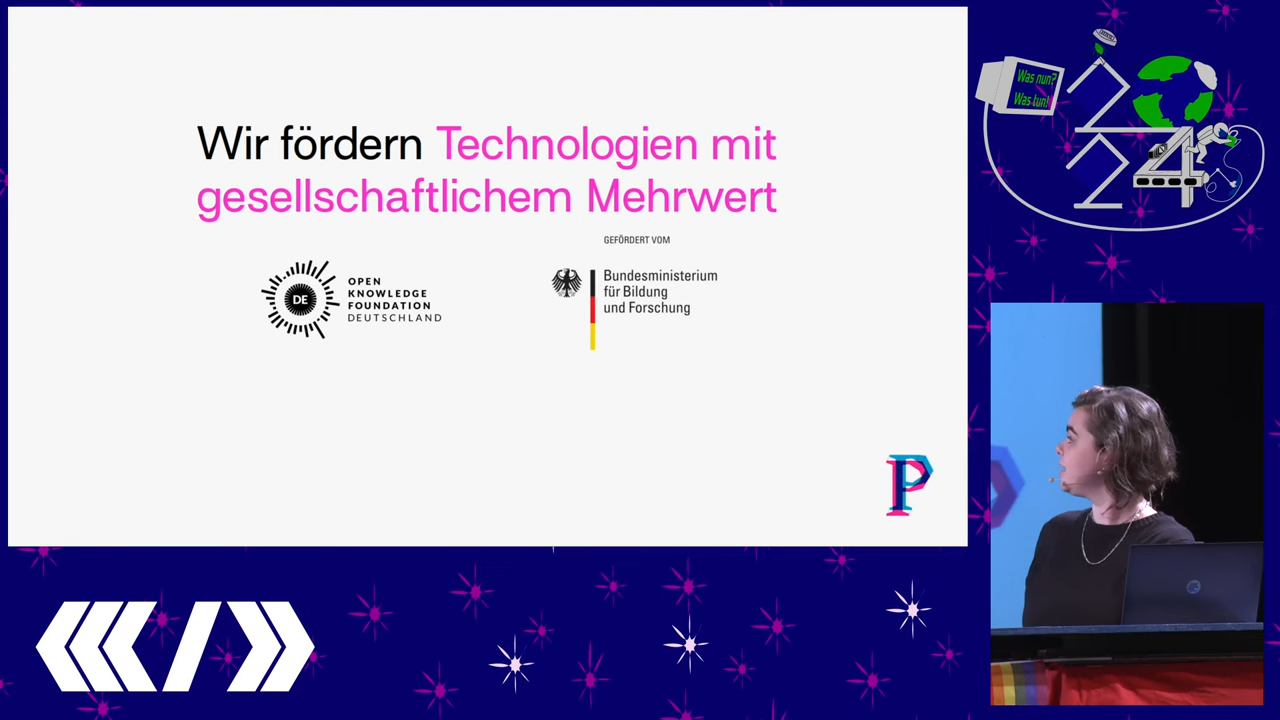 Wir fördern Technologien mit
gesellschaftlichem Mehrwert
GEFÖRDERT VOM
DE
OPEN
KNOWLEDGE
FOUNDATION
DEUTSCHLAND
Bundesministerium
für Bildung
und Forschung
P
Was nun?
Was tun!
2024